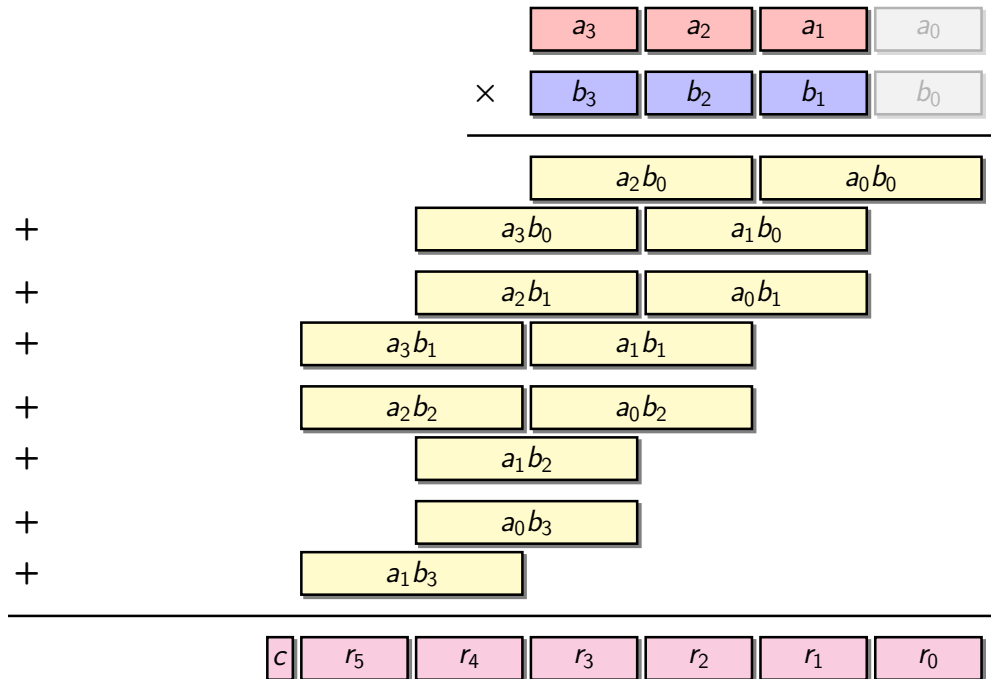 a₃ a₂ a₁ a₀
× b₃ b₂ b₁ b₀
a₂b₀ a₀b₀
+ a₃b₀ a₁b₀
+ a₂b₁ a₀b₁
+ a₃b₁ a₁b₁
+ a₂b₂ a₀b₂
+ a₁b₂
+ a₀b₃
+ a₁b₃
c r₅ r₄ r₃ r₂ r₁ r₀